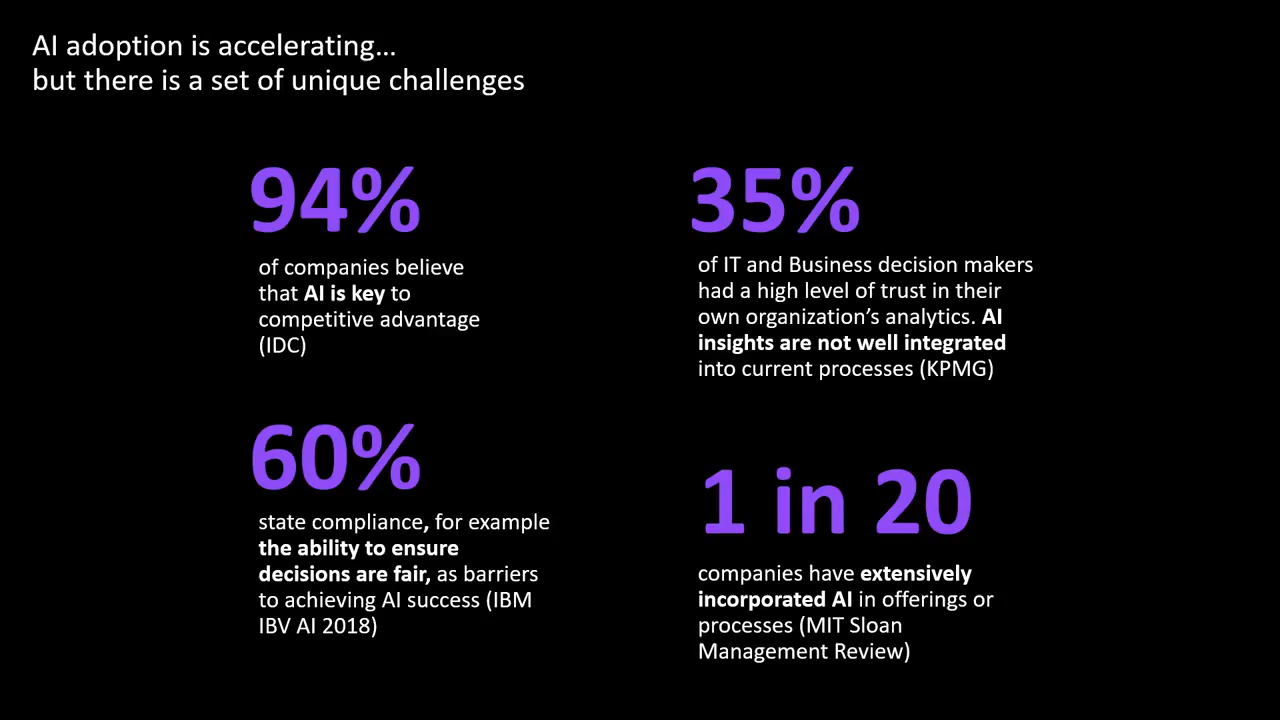 AI adoption is accelerating...
but there is a set of unique challenges
94%
of companies believe
that AI is key to
competitive advantage
(IDC)
35%
of IT and Business decision makers
had a high level of trust in their
own organization’s analytics. AI
insights are not well integrated
into current processes (KPMG)
60%
state compliance, for example
the ability to ensure
decisions are fair, as barriers
to achieving AI success (IBM
IBV AI 2018)
1 in 20
companies have extensively
incorporated AI in offerings or
processes (MIT Sloan
Management Review)